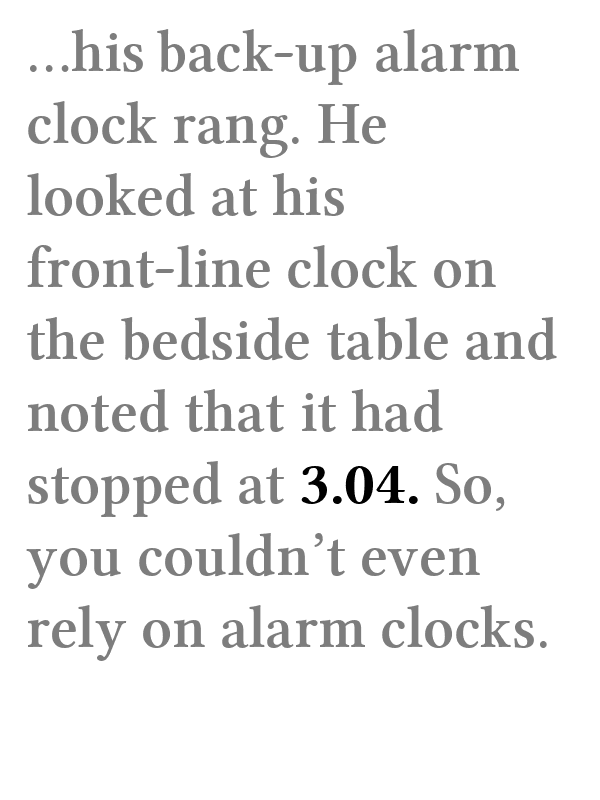 …his back-up alarm
clock rang. He
looked at his
front-line clock on
the bedside table and
noted that it had
stopped at 3.04. So,
you couldn’t even
rely on alarm clocks.